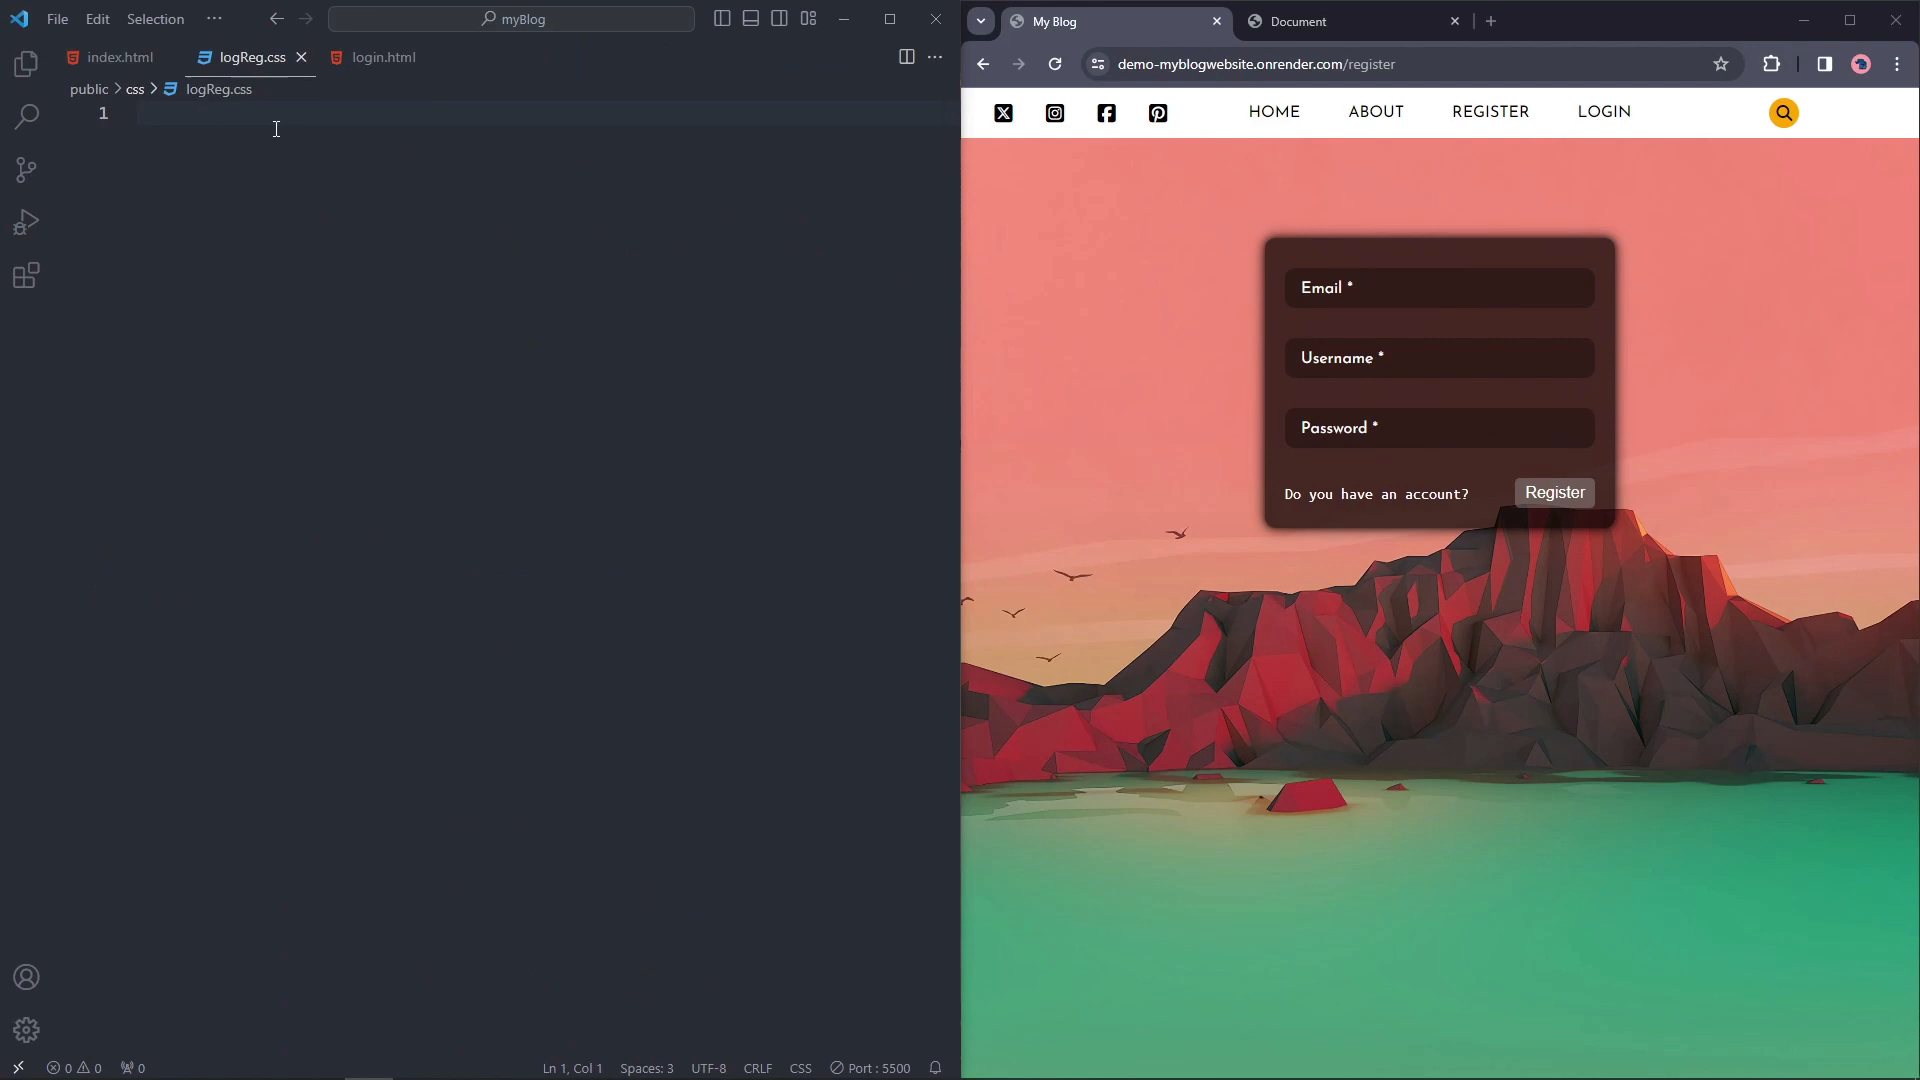 File Edit Selection ··· myBlog
index.html logReg.css login.html
public > css > logReg.css
1
0 0 0 Ln 1, Col 1 Spaces: 3 UTF-8 CRLF CSS Port : 5500
My Blog Document
demo-myblogwebsite.onrender.com/register
HOME ABOUT REGISTER LOGIN
Email *
Username *
Password *
Do you have an account? Register